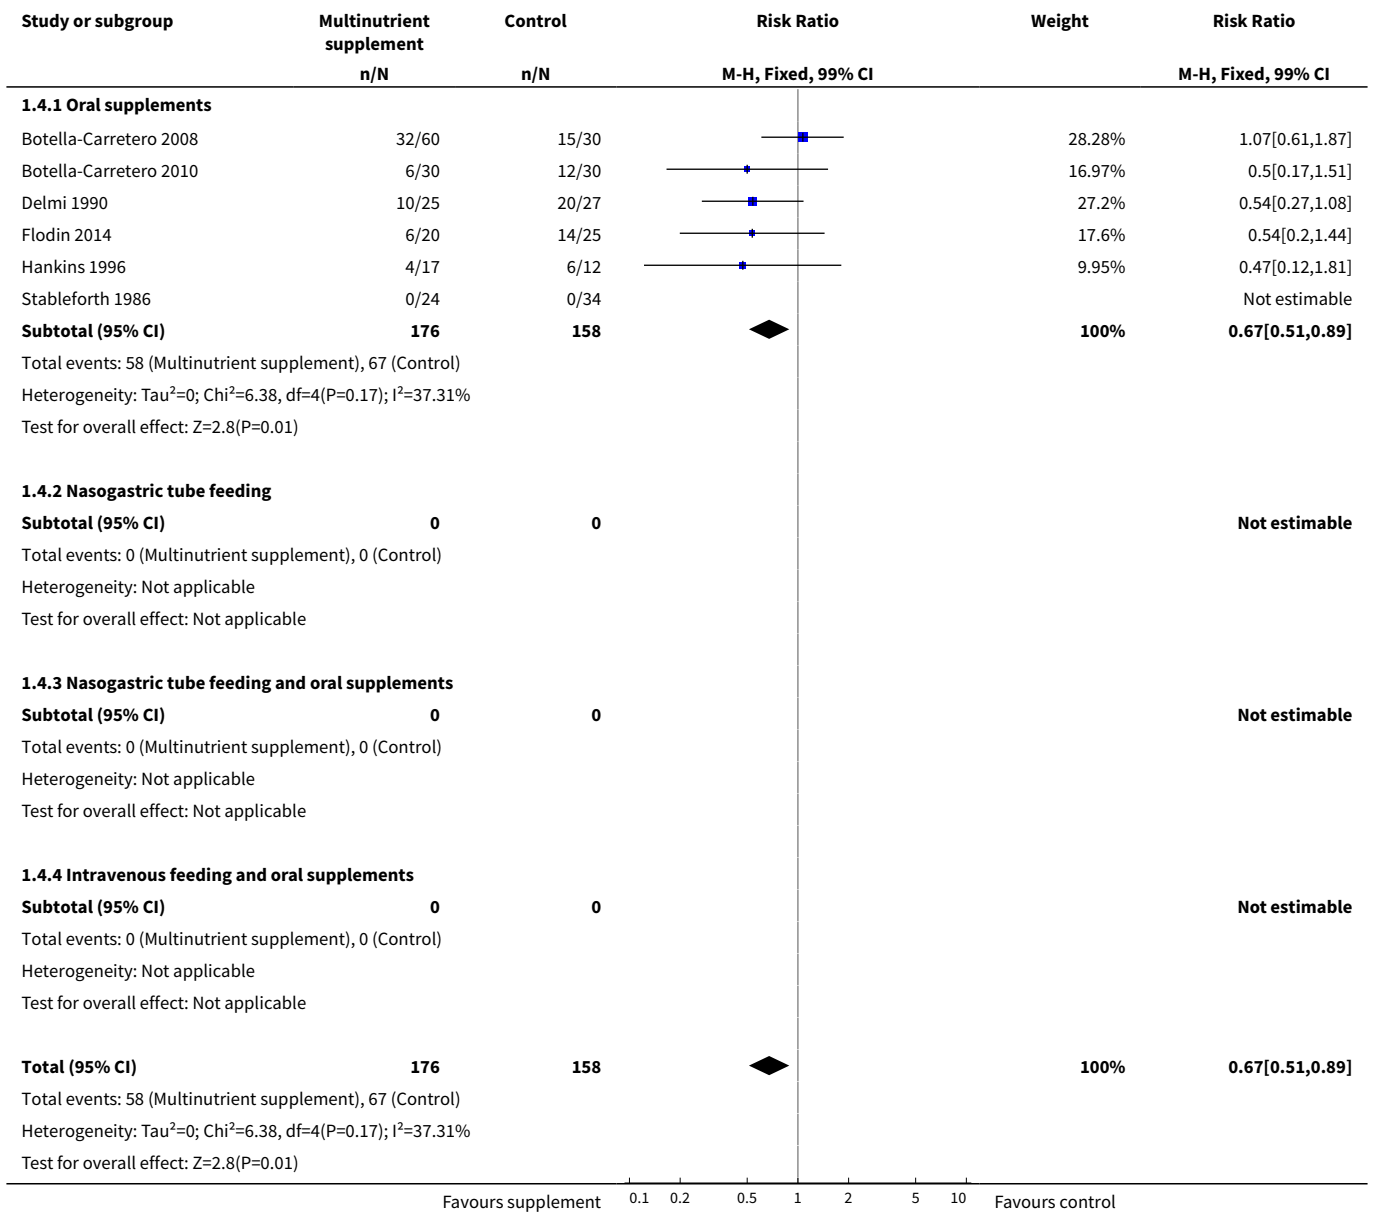 Study or subgroup Multinutrient supplement Control Risk Ratio Weight Risk Ratio
n/N n/N M-H, Fixed, 99% CI M-H, Fixed, 99% CI
1.4.1 Oral supplements
Botella-Carretero 2008 32/60 15/30 28.28% 1.07[0.61,1.87]
Botella-Carretero 2010 6/30 12/30 16.97% 0.5[0.17,1.51]
Delmi 1990 10/25 20/27 27.2% 0.54[0.27,1.08]
Flodin 2014 6/20 14/25 17.6% 0.54[0.2,1.44]
Hankins 1996 4/17 6/12 9.95% 0.47[0.12,1.81]
Stableforth 1986 0/24 0/34 Not estimable
Subtotal (95% CI) 176 158 100% 0.67[0.51,0.89]
Total events: 58 (Multinutrient supplement), 67 (Control)
Heterogeneity: Tau²=0; Chi²=6.38, df=4(P=0.17); I²=37.31%
Test for overall effect: Z=2.8(P=0.01)
1.4.2 Nasogastric tube feeding
Subtotal (95% CI) 0 0 Not estimable
Total events: 0 (Multinutrient supplement), 0 (Control)
Heterogeneity: Not applicable
Test for overall effect: Not applicable
1.4.3 Nasogastric tube feeding and oral supplements
Subtotal (95% CI) 0 0 Not estimable
Total events: 0 (Multinutrient supplement), 0 (Control)
Heterogeneity: Not applicable
Test for overall effect: Not applicable
1.4.4 Intravenous feeding and oral supplements
Subtotal (95% CI) 0 0 Not estimable
Total events: 0 (Multinutrient supplement), 0 (Control)
Heterogeneity: Not applicable
Test for overall effect: Not applicable
Total (95% CI) 176 158 100% 0.67[0.51,0.89]
Total events: 58 (Multinutrient supplement), 67 (Control)
Heterogeneity: Tau²=0; Chi²=6.38, df=4(P=0.17); I²=37.31%
Test for overall effect: Z=2.8(P=0.01)
Favours supplement 0.1 0.2 0.5 1 2 5 10 Favours control